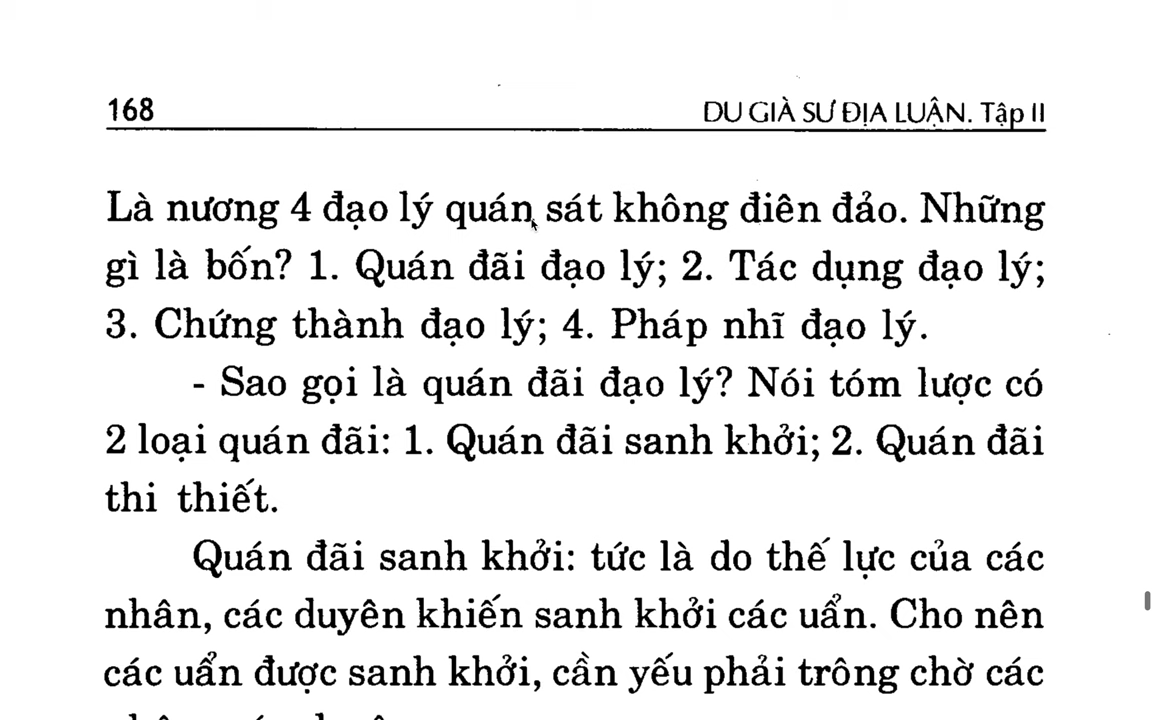 168
DU GIÀ SƯ ĐỊA LUẬN. Tập II
Là nương 4 đạo lý quán sát không điên đảo. Những
gì là bốn? 1. Quán đãi đạo lý; 2. Tác dụng đạo lý;
3. Chứng thành đạo lý; 4. Pháp nhĩ đạo lý.
- Sao gọi là quán đãi đạo lý? Nói tóm lược có
2 loại quán đãi: 1. Quán đãi sanh khởi; 2. Quán đãi
thi thiết.
Quán đãi sanh khởi: tức là do thế lực của các
nhân, các duyên khiến sanh khởi các uẩn. Cho nên
các uẩn được sanh khởi, cần yếu phải trông chờ các